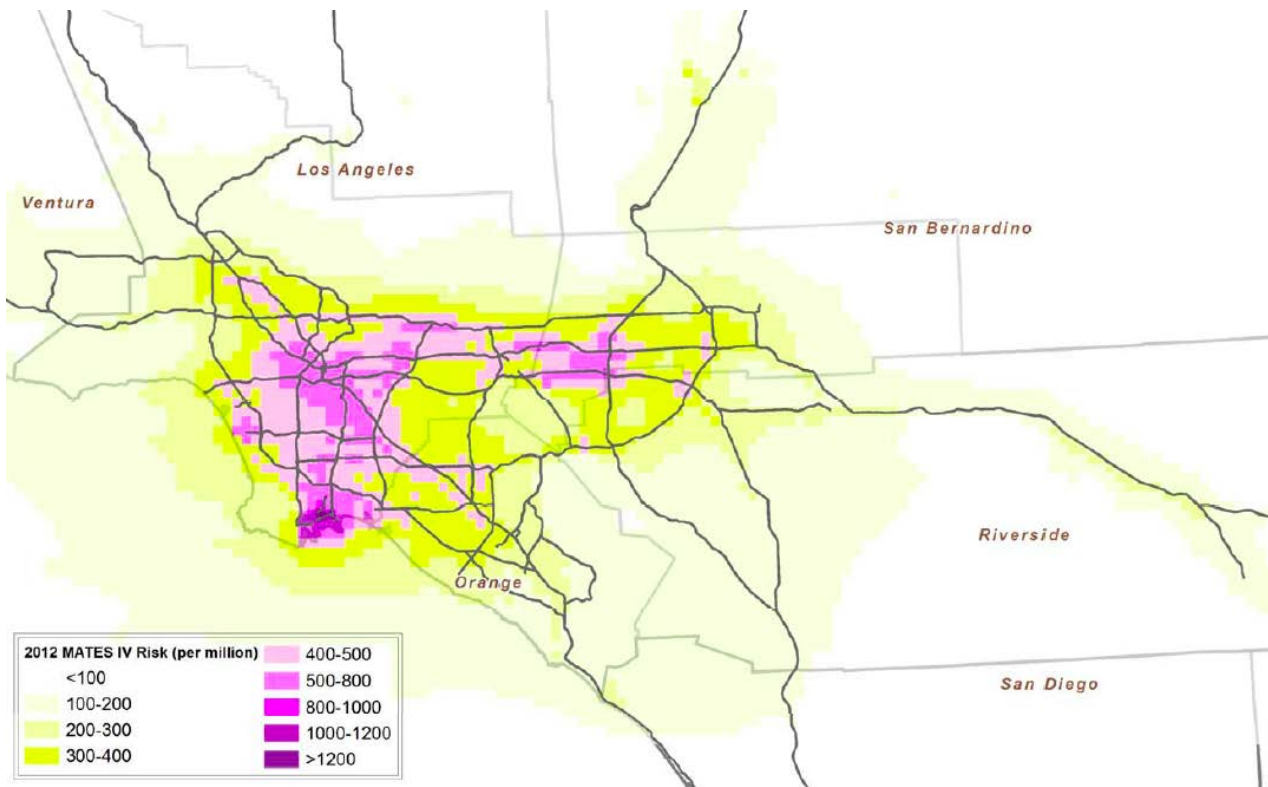 Los Angeles
Ventura
San Bernardino
Riverside
Orange
San Diego
2012 MATES IV Risk (per million)
<100
100-200
200-300
300-400
400-500
500-800
800-1000
1000-1200
>1200